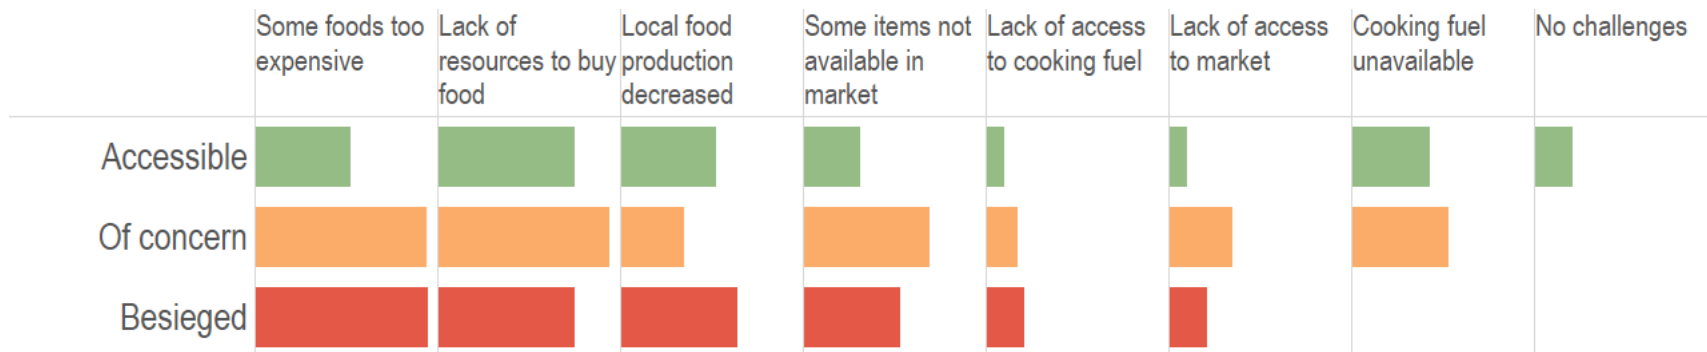 Some foods too
expensive
Lack of
resources to buy
food
Local food
production
decreased
Some items not
available in
market
Lack of access
to cooking fuel
Lack of access
to market
Cooking fuel
unavailable
No challenges
Accessible
Of concern
Besieged